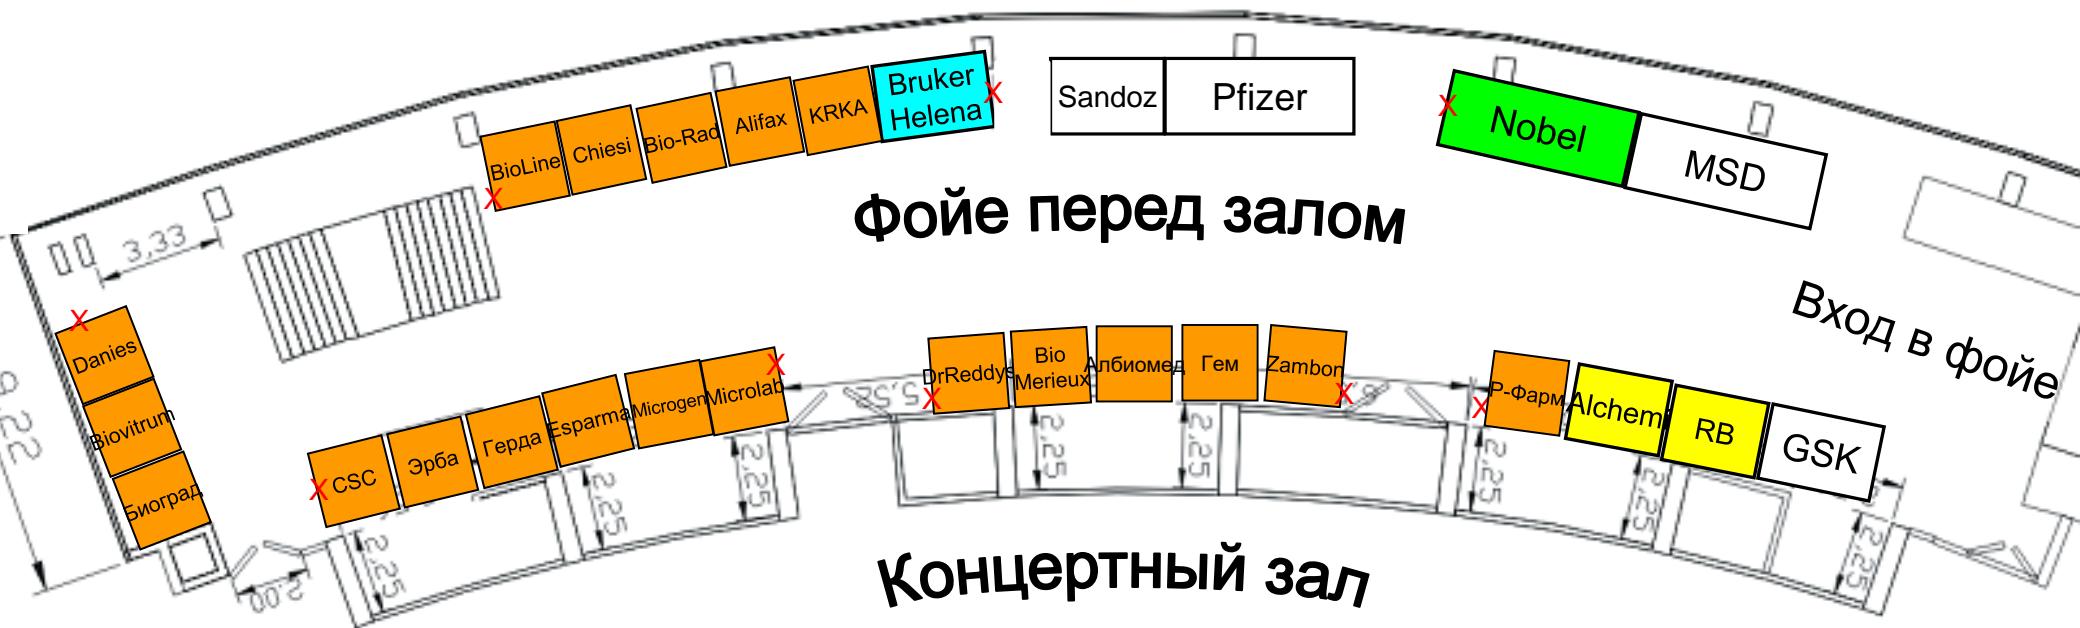 Bruker
Helena
Sandoz
Pfizer
KRKA
Alifax
Bio-Rad
Chiesi
BioLine
Nobel
MSD
X
X
X
Фойе перед залом
3,33
Вход в фойе
X
Danies
Biovitrum
Биоград
9,22
X
CSC
Эрба
Герда
Esparma
Microgen
Microlab
X
5,52
DrReddys
X
Bio
Merieux
Албиомед
Гем
Zambon
X
X
Р-Фарм
Alchem
RB
GSK
2,00
2,25
2,25
2,25
2,25
2,25
2,25
2,25
2,25
Концертный зал